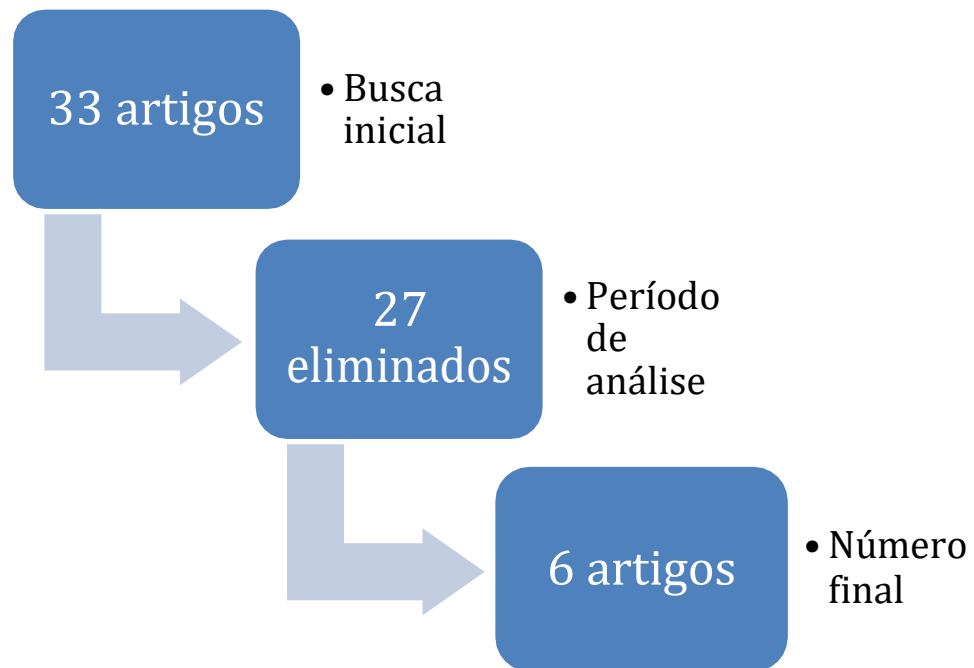 33 artigos
• Busca
inicial
27
eliminados
• Período
de
análise
6 artigos
• Número
final